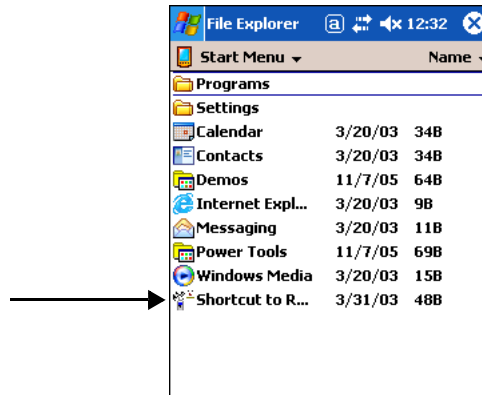 File Explorer a 12:32
Start Menu Name
Programs
Settings
Calendar 3/20/03 34B
Contacts 3/20/03 34B
Demos 11/7/05 64B
Internet Expl... 3/20/03 9B
Messaging 3/20/03 11B
Power Tools 11/7/05 69B
Windows Media 3/20/03 15B
Shortcut to R... 3/31/03 48B